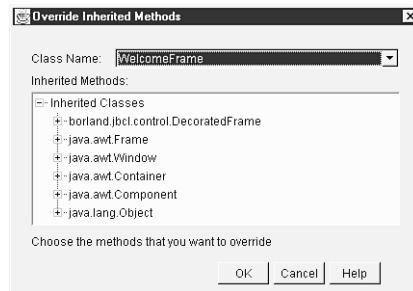 Override Inherited Methods
Class Name: WelcomeFrame
Inherited Methods:
Inherited Classes
borland.jbcl.control.DecoratedFrame
java.awt.Frame
java.awt.Window
java.awt.Container
java.awt.Component
java.lang.Object
Choose the methods that you want to override
OK Cancel Help